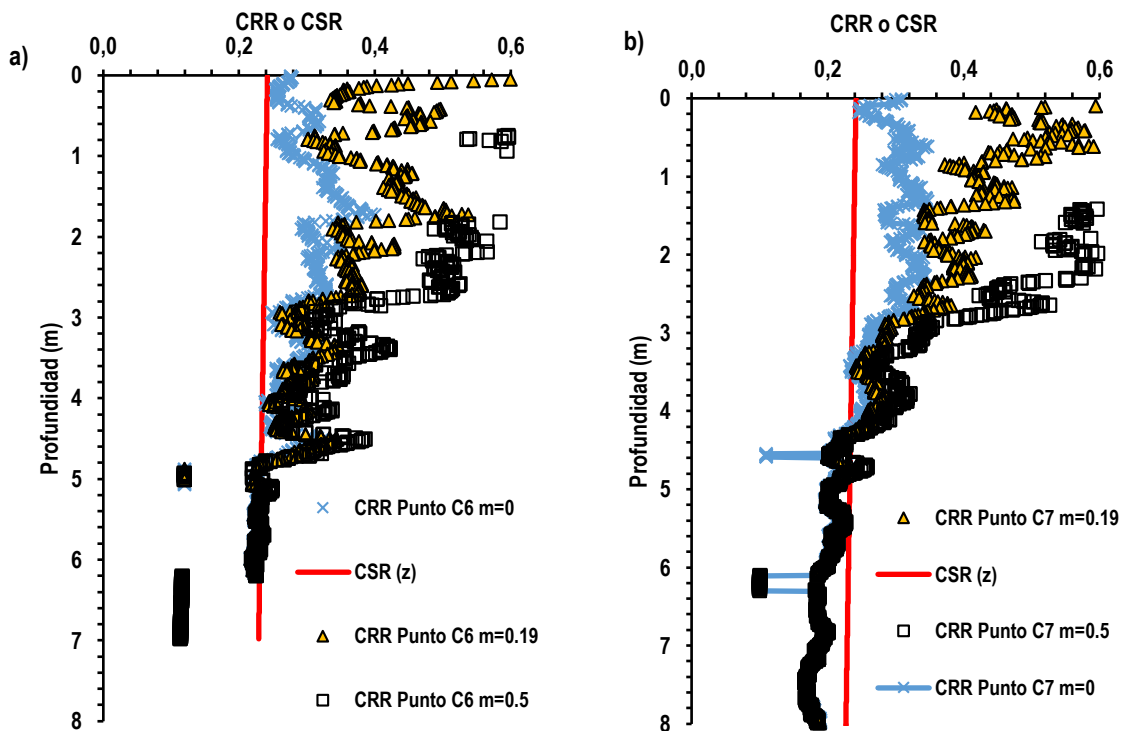 CRR o CSR
a)
0,0 0,2 0,4 0,6
0
1
2
3
4
5
6
7
8
Profundidad (m)
CRR Punto C6 m=0
CSR (z)
CRR Punto C6 m=0.19
CRR Punto C6 m=0.5
CRR o CSR
b)
0,0 0,2 0,4 0,6
0
1
2
3
4
5
6
7
8
Profundidad (m)
CRR Punto C7 m=0.19
CSR (z)
CRR Punto C7 m=0.5
CRR Punto C7 m=0